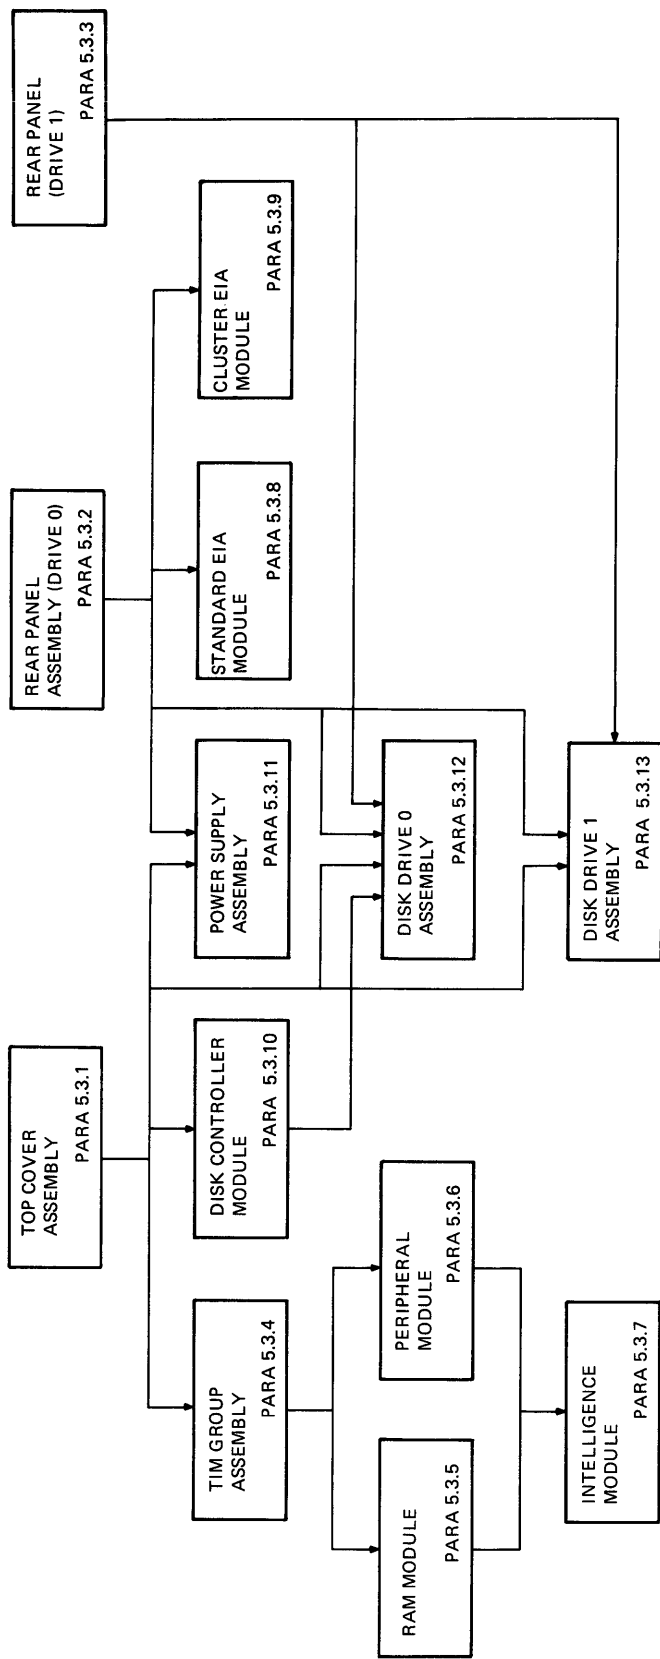 TOP COVER
ASSEMBLY
PARA 5.3.1
REAR PANEL
ASSEMBLY (DRIVE 0)
PARA 5.3.2
REAR PANEL
(DRIVE 1)
PARA 5.3.3
TIM GROUP
ASSEMBLY
PARA 5.3.4
DISK CONTROLLER
MODULE
PARA 5.3.10
POWER SUPPLY
ASSEMBLY
PARA 5.3.11
STANDARD EIA
MODULE
PARA 5.3.8
CLUSTER EIA
MODULE
PARA 5.3.9
RAM MODULE
PARA 5.3.5
PERIPHERAL
MODULE
PARA 5.3.6
DISK DRIVE 0
ASSEMBLY
PARA 5.3.12
INTELLIGENCE
MODULE
PARA 5.3.7
DISK DRIVE 1
ASSEMBLY
PARA 5.3.13